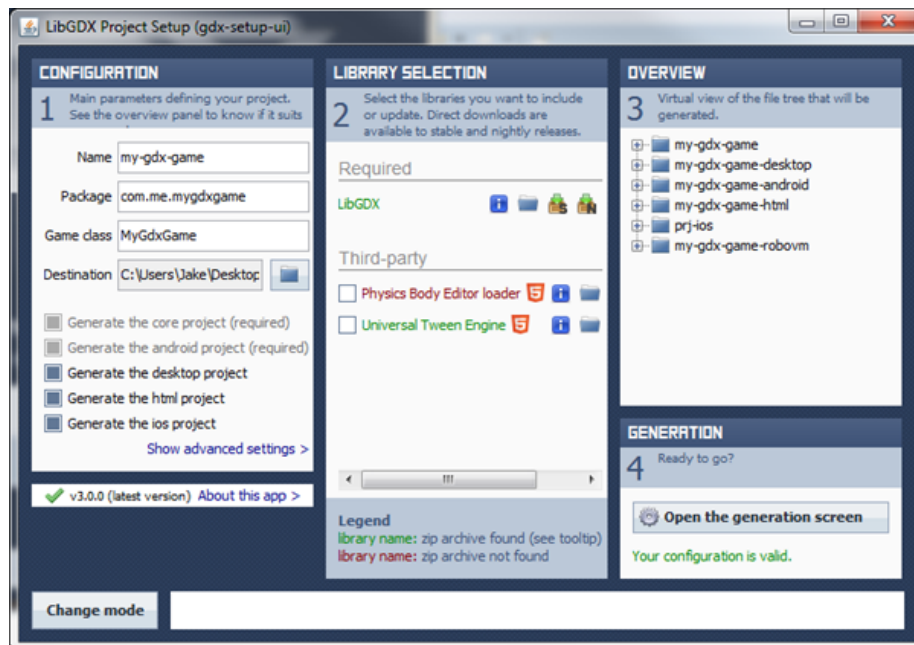 LibGDX Project Setup (gdx-setup-ui)
CONFIGURATION
1
Main parameters defining your project.
See the overview panel to know if it suits
Name
my-gdx-game
Package
com.me.mygdxgame
Game class
MyGdxGame
Destination
C:\Users\Jake\Desktop
Generate the core project (required)
Generate the android project (required)
Generate the desktop project
Generate the html project
Generate the ios project
Show advanced settings >
v3.0.0 (latest version) About this app >
LIBRARY SELECTION
2
Select the libraries you want to include
or update. Direct downloads are
available to stable and nightly releases.
Required
LibGDX
S
N
Third-party
Physics Body Editor loader
Universal Tween Engine
Legend
library name: zip archive found (see tooltip)
library name: zip archive not found
OVERVIEW
3
Virtual view of the file tree that will be
generated.
my-gdx-game
my-gdx-game-desktop
my-gdx-game-android
my-gdx-game-html
prj-ios
my-gdx-game-robovm
GENERATION
4
Ready to go?
Open the generation screen
Your configuration is valid.
Change mode